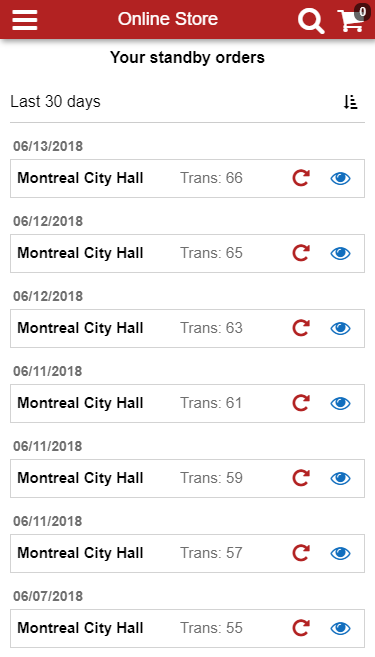 Online Store
0
Your standby orders
Last 30 days
06/13/2018
Montreal City Hall Trans: 66
06/12/2018
Montreal City Hall Trans: 65
06/12/2018
Montreal City Hall Trans: 63
06/11/2018
Montreal City Hall Trans: 61
06/11/2018
Montreal City Hall Trans: 59
06/11/2018
Montreal City Hall Trans: 57
06/07/2018
Montreal City Hall Trans: 55